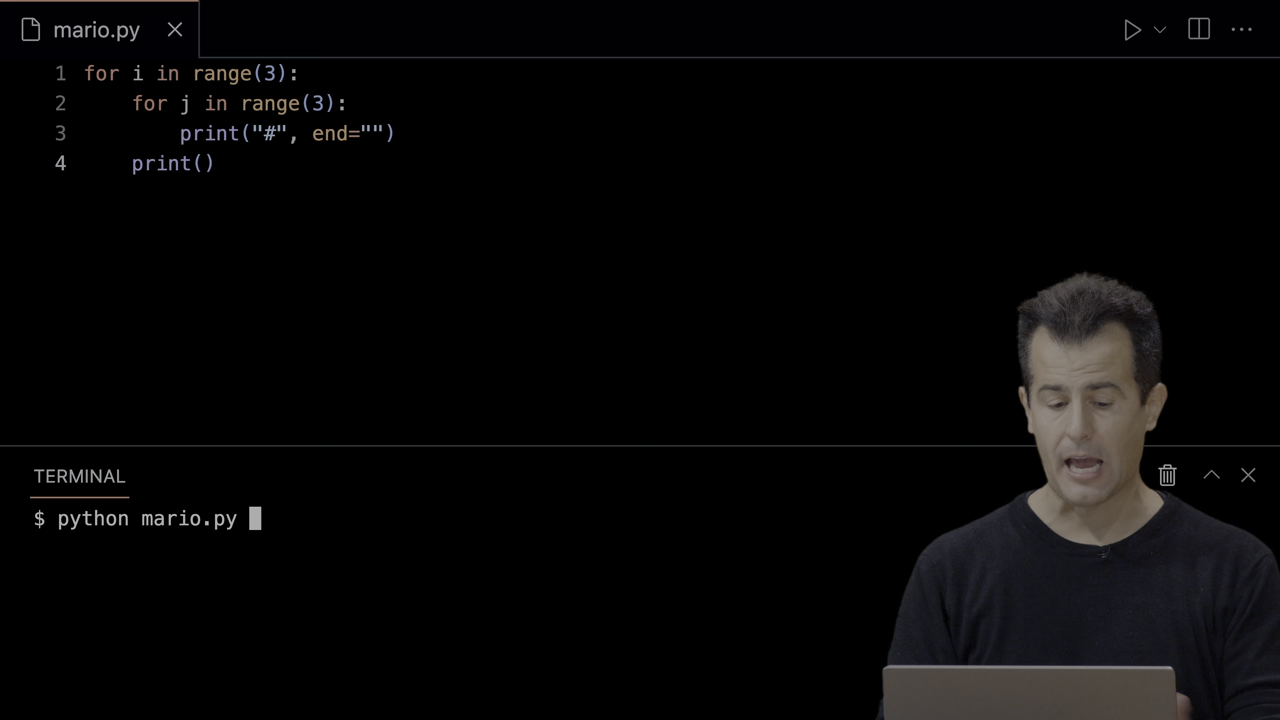 mario.py
1 for i in range(3):
2     for j in range(3):
3         print("#", end="")
4     print()
TERMINAL
$ python mario.py